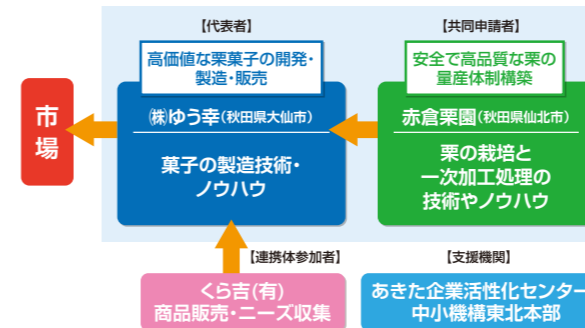 【代表者】
高価値な栗菓子の開発・
製造・販売
㈱ゆう幸(秋田県大仙市)
菓子の製造技術・
ノウハウ
【共同申請者】
安全で高品質な栗の
量産体制構築
赤倉栗園(秋田県仙北市)
栗の栽培と
一次加工処理の
技術やノウハウ
市
場
【連携体参加者】
くら吉(有)
商品販売・ニーズ収集
【支援機関】
あきた企業活性化センター
中小機構東北本部